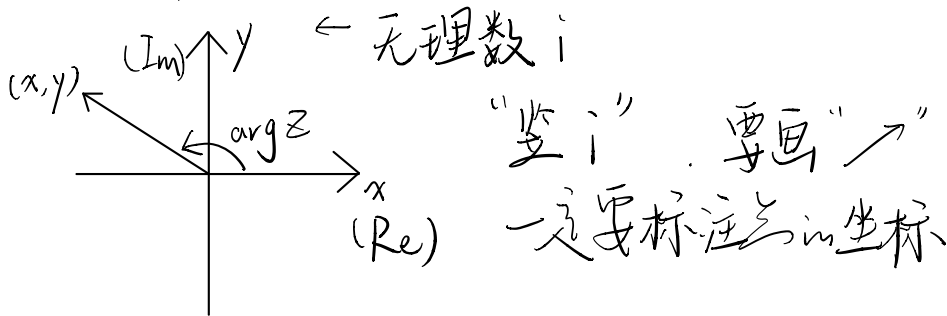 (Im) y ← 无理数 i
(x,y)
arg z
"竖 i" . 要画"↗"
x
(Re)
一定要标注点的坐标